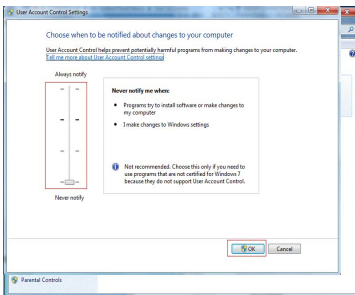 User Account Control Settings
Choose when to be notified about changes to your computer
User Account Control helps prevent potentially harmful programs from making changes to your computer.
Tell me more about User Account Control settings
Always notify
Never notify me when:
Programs try to install software or make changes to
my computer
I make changes to Windows settings
Not recommended. Choose this only if you need to
use programs that are not certified for Windows 7
because they do not support User Account Control.
Never notify
OK
Cancel
Parental Controls